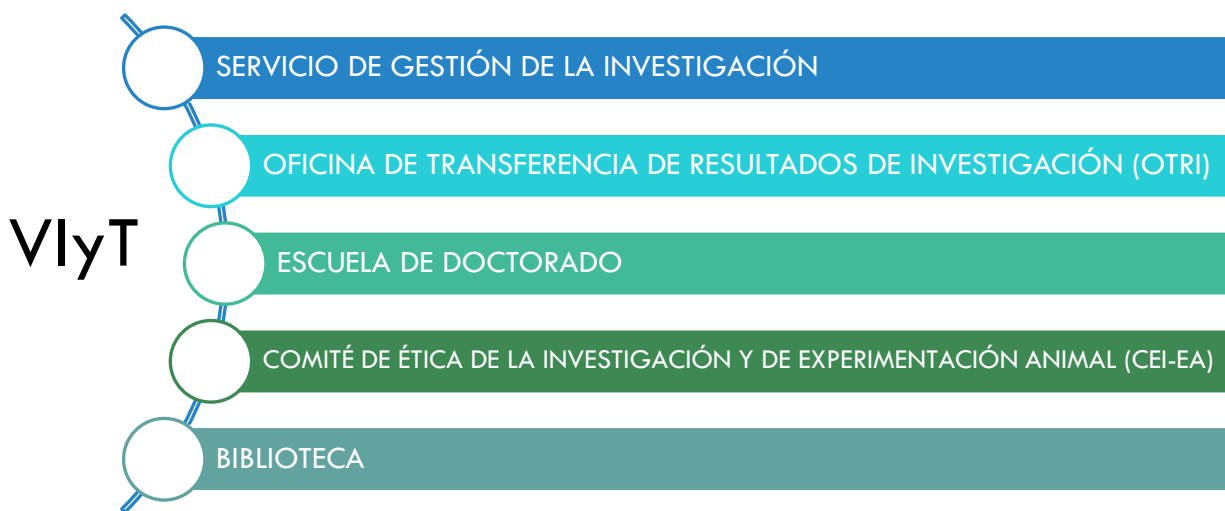 SERVICIO DE GESTIÓN DE LA INVESTIGACIÓN
OFICINA DE TRANSFERENCIA DE RESULTADOS DE INVESTIGACIÓN (OTRI)
VIyT
ESCUELA DE DOCTORADO
COMITÉ DE ÉTICA DE LA INVESTIGACIÓN Y DE EXPERIMENTACIÓN ANIMAL (CEI-EA)
BIBLIOTECA